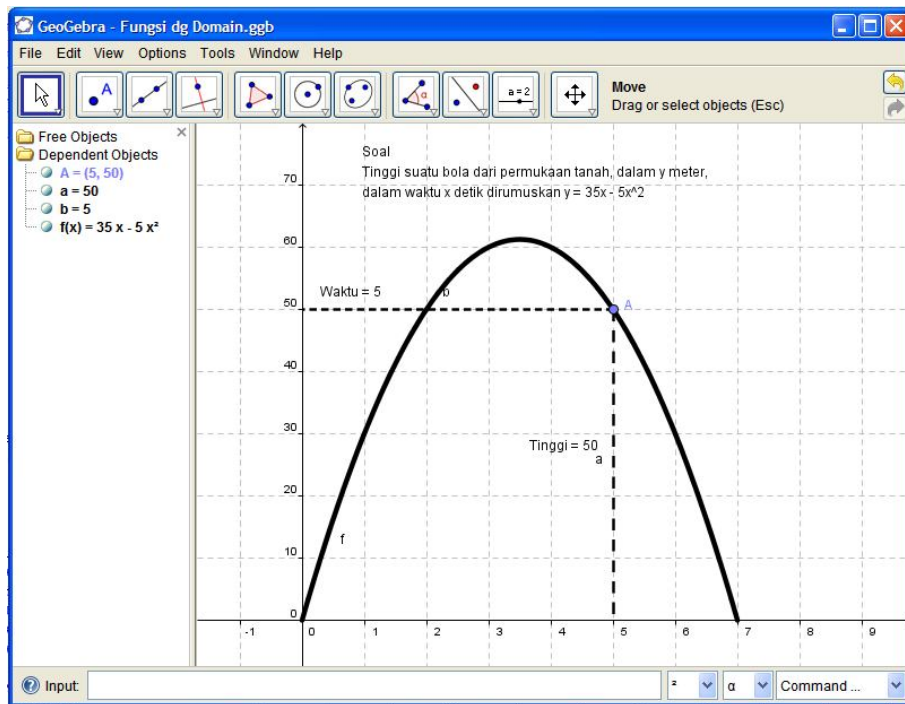 GeoGebra - Fungsi dg Domain.ggb
File Edit View Options Tools Window Help
A
α
a = 2
Move
Drag or select objects (Esc)
Free Objects
Dependent Objects
A = (5, 50)
a = 50
b = 5
f(x) = 35 x - 5 x²
Soal
Tinggi suatu bola dari permukaan tanah, dalam y meter,
dalam waktu x detik dirumuskan y = 35x - 5x^2
70
60
Waktu = 5
b
50
A
40
30
Tinggi = 50
a
20
f
10
0
-1 0 1 2 3 4 5 6 7 8 9
Input:
²
α
Command ...